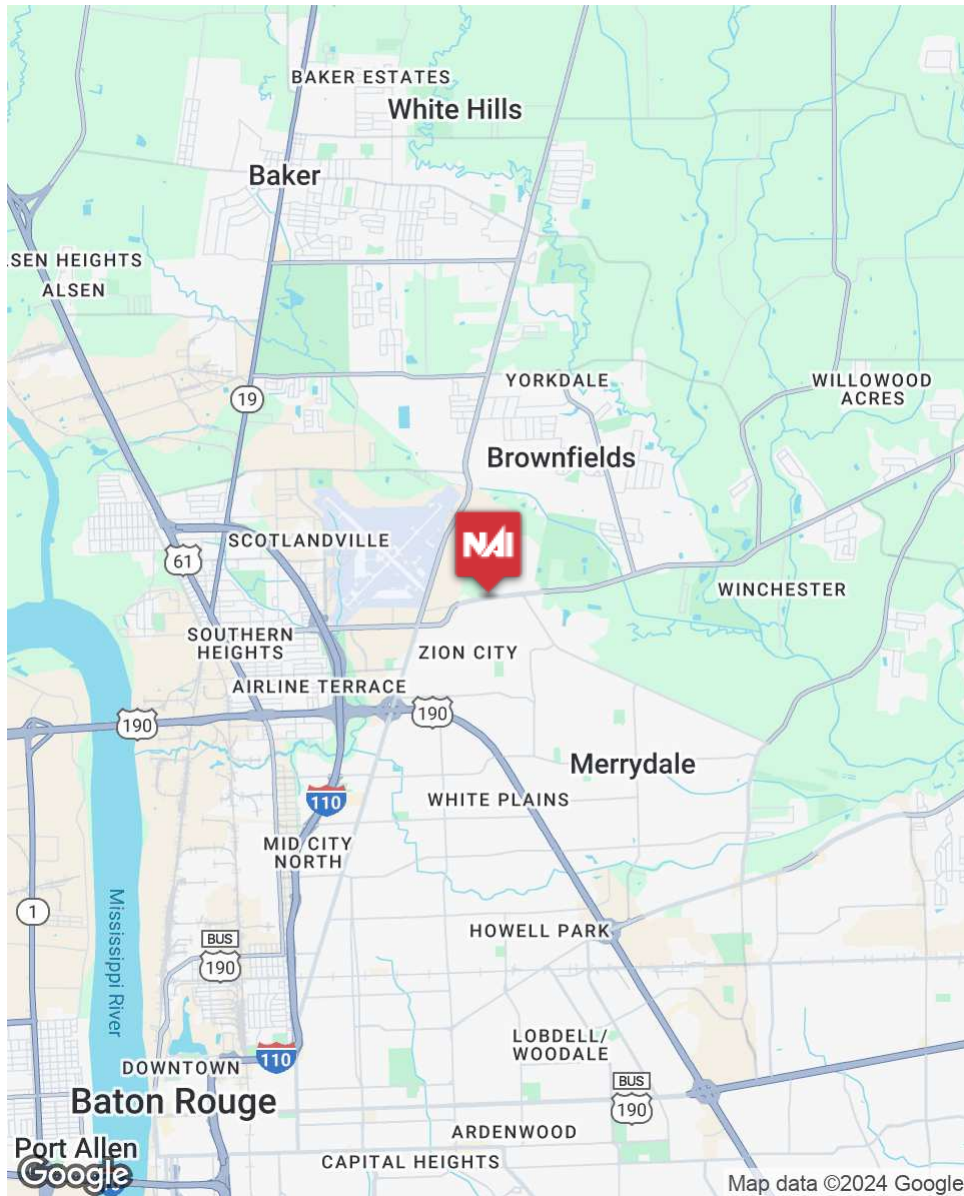 BAKER ESTATES
White Hills
Baker
LSEN HEIGHTS
ALSEN
YORKDALE
WILLOWOOD
ACRES
19
Brownfields
NAI
SCOTLANDVILLE
61
WINCHESTER
SOUTHERN
HEIGHTS
ZION CITY
AIRLINE TERRACE
190
190
Merrydale
110
WHITE PLAINS
MID CITY
NORTH
1
Mississippi River
HOWELL PARK
BUS
190
LOBDELL/
WOODALE
DOWNTOWN
110
BUS
190
Baton Rouge
ARDENWOOD
Port Allen
CAPITAL HEIGHTS
Google
Map data ©2024 Google